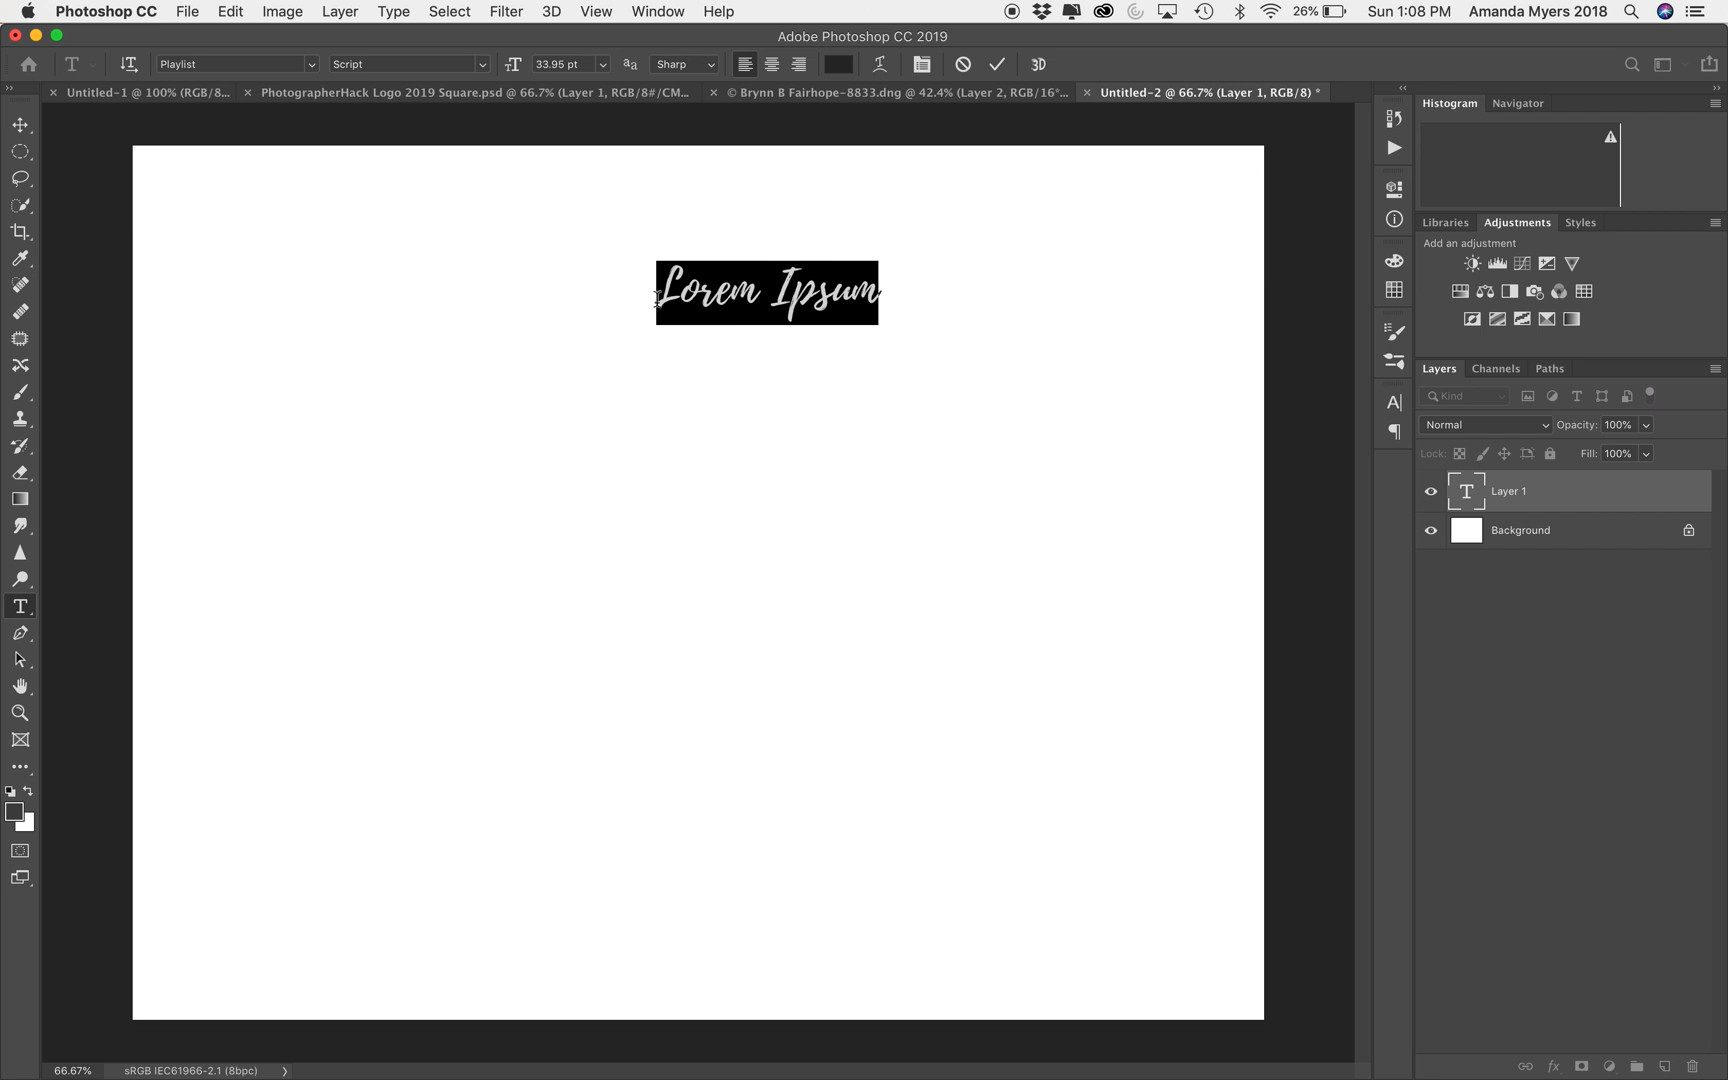 Photoshop CC File Edit Image Layer Type Select Filter 3D View Window Help 26% Sun 1:08 PM Amanda Myers 2018
Adobe Photoshop CC 2019
Playlist Script 33.95 pt Sharp 3D
Untitled-1 @ 100% (RGB/8... PhotographerHack Logo 2019 Square.psd @ 66.7% (Layer 1, RGB/8#/CM... © Brynn B Fairhope-8833.dng @ 42.4% (Layer 2, RGB/16*... Untitled-2 @ 66.7% (Layer 1, RGB/8) *
Histogram Navigator
Libraries Adjustments Styles
Add an adjustment
Lorem Ipsum
Layers Channels Paths
Kind
Normal Opacity: 100%
Lock: Fill: 100%
Layer 1
Background
66.67% sRGB IEC61966-2.1 (8bpc)